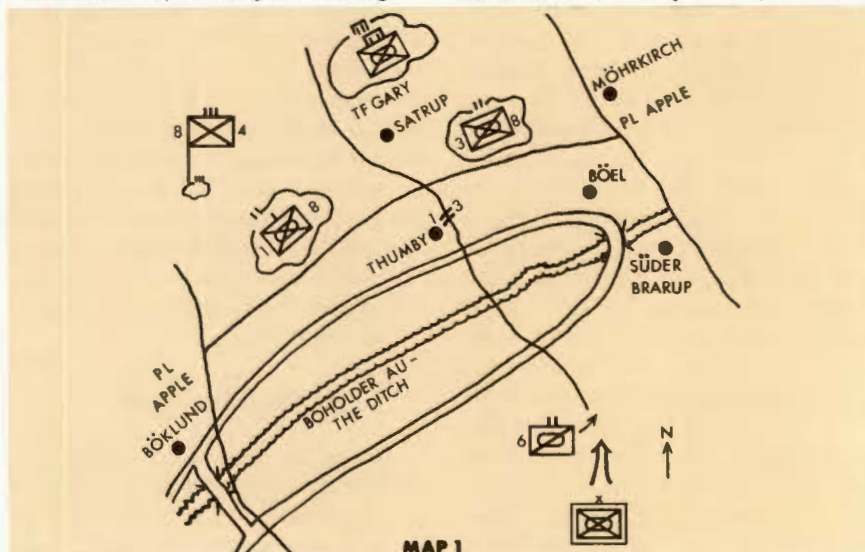 TF GARY
SATRUP
MÖHRKIRCH
PL APPLE
8 4
3 8
BÖEL
1 8
1 3
THUMBY
SÜDER
BRARUP
PL
APPLE
BÖKLUND
BOHOLDER AU-
THE DITCH
6
N
X
MAP 1